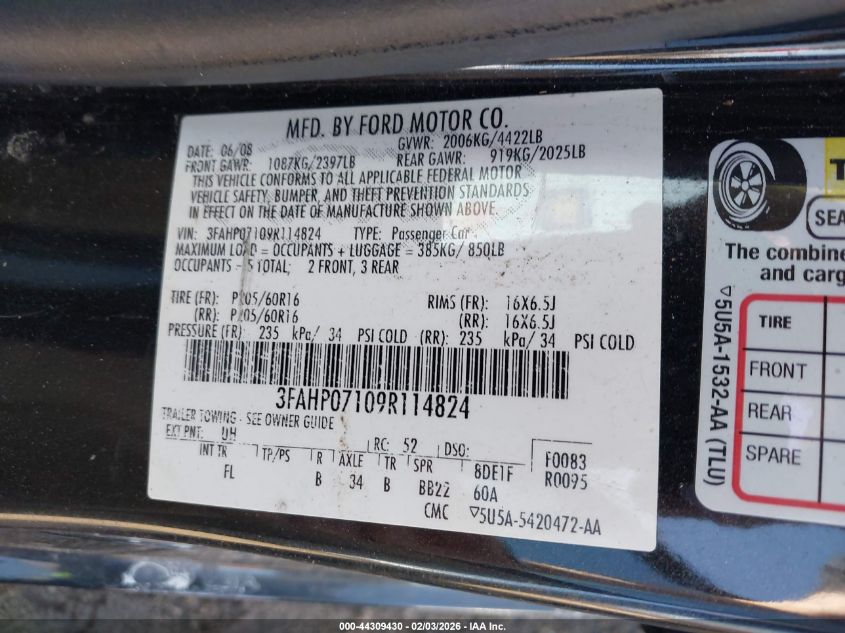 MFD. BY FORD MOTOR CO.
DATE: 06/08 GVWR: 2006KG/4422LB
FRONT GAWR: 1087KG/2397LB REAR GAWR: 919KG/2025LB
THIS VEHICLE CONFORMS TO ALL APPLICABLE FEDERAL MOTOR
VEHICLE SAFETY, BUMPER, AND THEFT PREVENTION STANDARDS
IN EFFECT ON THE DATE OF MANUFACTURE SHOWN ABOVE.
VIN: 3FAHP07109R114824 TYPE: Passenger Car
MAXIMUM LOAD = OCCUPANTS + LUGGAGE = 385KG/ 850LB
OCCUPANTS = 5 TOTAL; 2 FRONT, 3 REAR
TIRE (FR): P205/60R16 RIMS (FR): 16X6.5J
(RR): P205/60R16 (RR): 16X6.5J
PRESSURE (FR) 235 kPa/ 34 PSI COLD (RR): 235 kPa/ 34 PSI COLD
3FAHP07109R114824
TRAILER TOWING - SEE OWNER GUIDE
EXT PNT: UH RC: 52 DSO: F0083
INT TR TP/PS R AXLE TR SPR 8DE1F R0095
FL B 34 B BB22 60A
CMC ▽5U5A-5420472-AA
T
SEA
The combine
and carg
TIRE
FRONT
REAR
SPARE
▽5U5A-1532-AA (TLU)
000-44309430 - 02/03/2026 - IAA Inc.